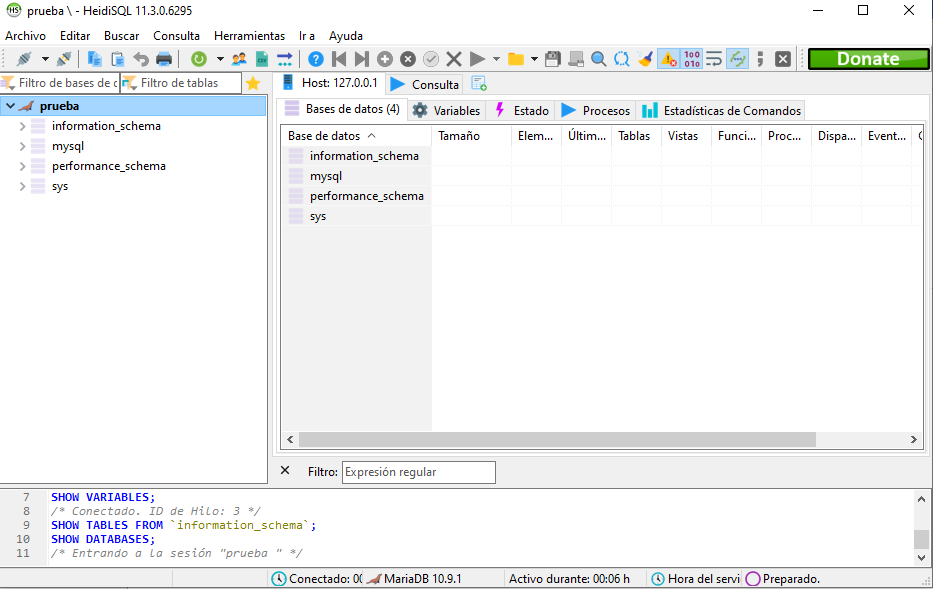 prueba \ - HeidiSQL 11.3.0.6295
Archivo Editar Buscar Consulta Herramientas Ir a Ayuda
Donate
Filtro de bases de c Filtro de tablas
Host: 127.0.0.1 Consulta
prueba
information_schema
mysql
performance_schema
sys
Bases de datos (4) Variables Estado Procesos Estadísticas de Comandos
Base de datos Tamaño Elem... Últim... Tablas Vistas Funci... Proc... Dispa... Event...
information_schema
mysql
performance_schema
sys
Filtro: Expresión regular
7 SHOW VARIABLES;
8 /* Conectado. ID de Hilo: 3 */
9 SHOW TABLES FROM `information_schema`;
10 SHOW DATABASES;
11 /* Entrando a la sesión "prueba " */
Conectado: 00 MariaDB 10.9.1 Activo durante: 00:06 h Hora del servi Preparado.